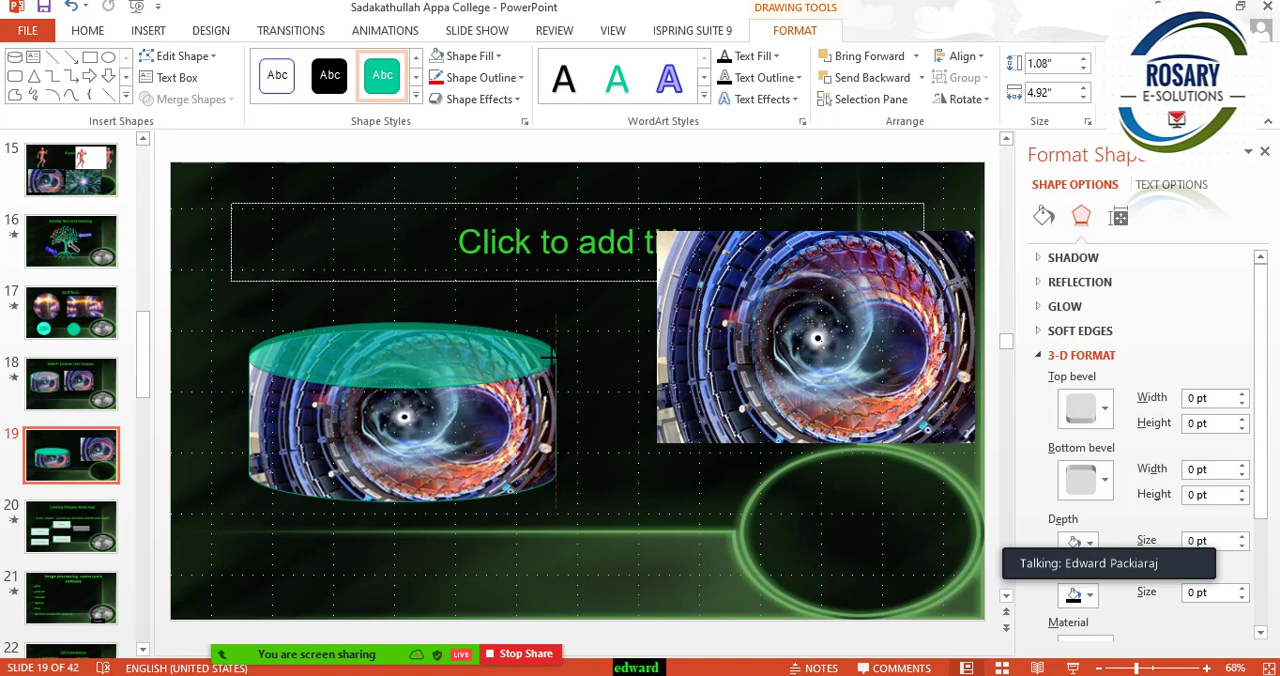 Sadakathullah Appa College - PowerPoint
DRAWING TOOLS
FILE
HOME
INSERT
DESIGN
TRANSITIONS
ANIMATIONS
SLIDE SHOW
REVIEW
VIEW
ISPRING SUITE 9
FORMAT
Edit Shape
Text Box
Merge Shapes
Insert Shapes
Abc
Abc
Abc
Shape Fill
Shape Outline
Shape Effects
Shape Styles
A
A
A
Text Fill
Text Outline
Text Effects
WordArt Styles
Bring Forward
Send Backward
Selection Pane
Align
Group
Rotate
Arrange
1.08"
4.92"
Size
ROSARY
E-SOLUTIONS
15
16
17
18
19
20
21
22
Click to add
Format Shap
SHAPE OPTIONS
TEXT OPTIONS
SHADOW
REFLECTION
GLOW
SOFT EDGES
3-D FORMAT
Top bevel
Width
0 pt
Height
0 pt
Bottom bevel
Width
0 pt
Height
0 pt
Depth
Size
0 pt
Talking: Edward Packiaraj
Size
0 pt
Material
You are screen sharing
LIVE
Stop Share
SLIDE 19 OF 42
ENGLISH (UNITED STATES)
edward
NOTES
COMMENTS
68%